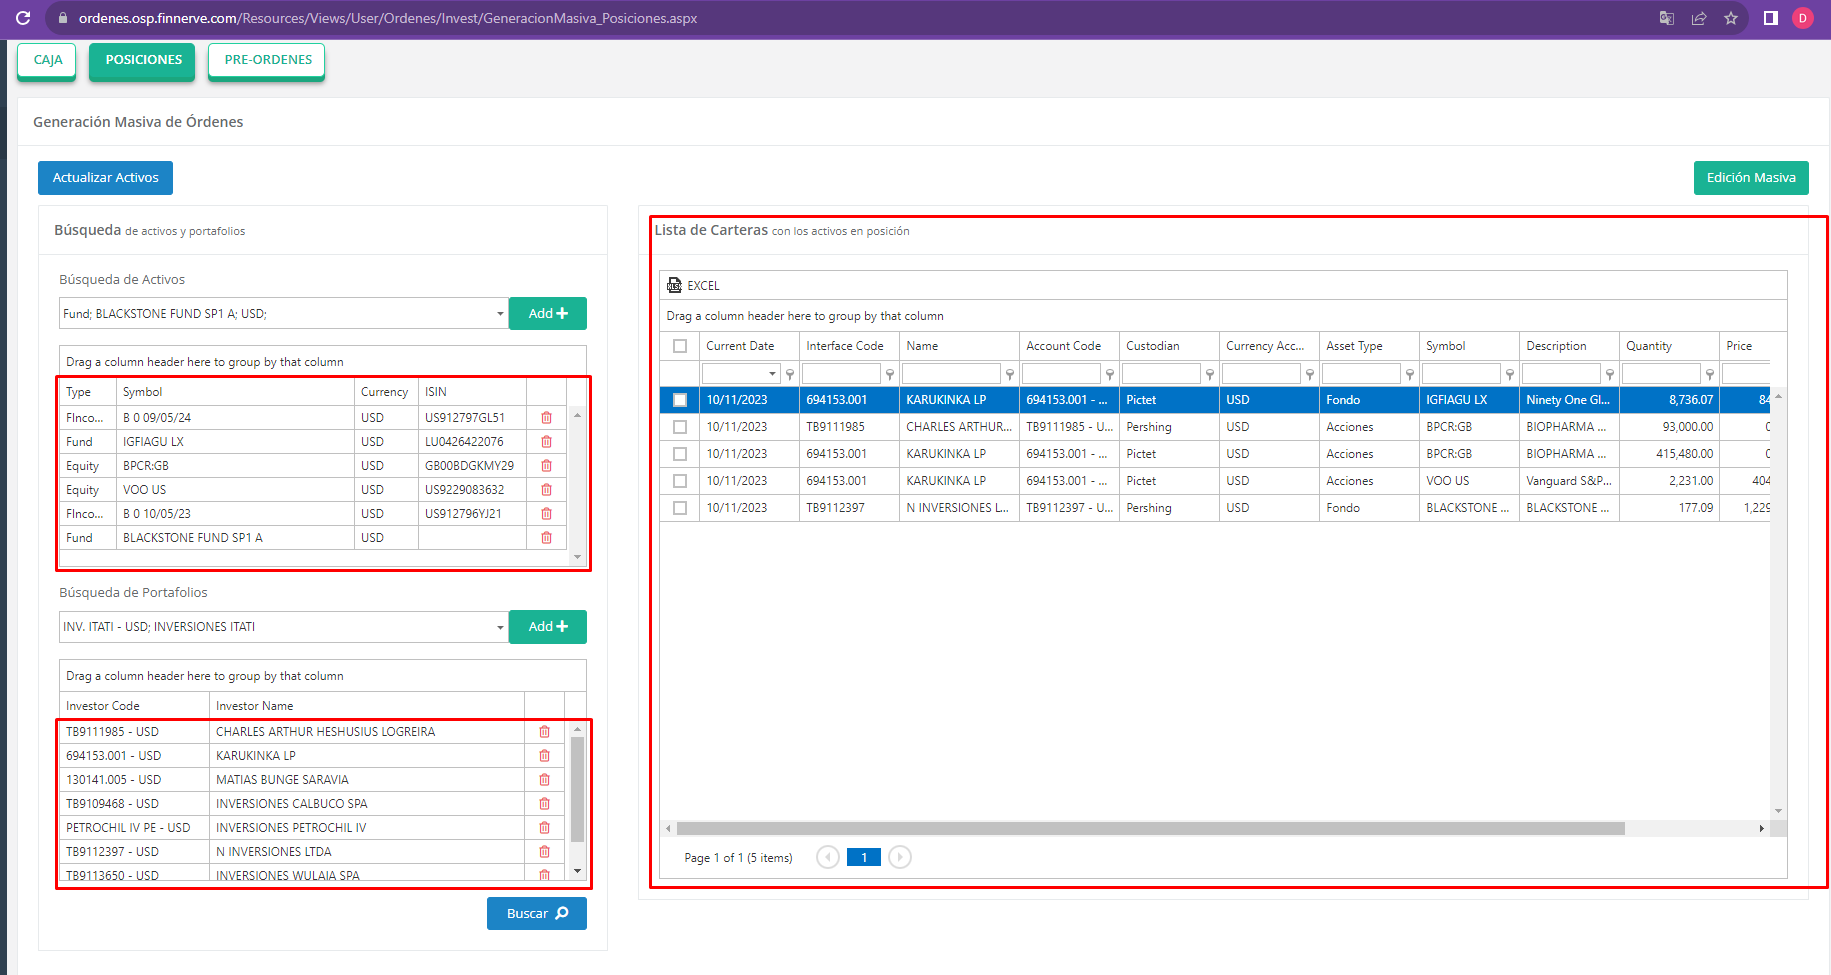 ordenes.osp.finnerve.com/Resources/Views/User/Ordenes/Invest/GeneracionMasiva_Posiciones.aspx
D
CAJA
POSICIONES
PRE-ORDENES
Generación Masiva de Órdenes
Actualizar Activos
Edición Masiva
Búsqueda de activos y portafolios
Búsqueda de Activos
Fund; BLACKSTONE FUND SP1 A; USD;
Add
Drag a column header here to group by that column
Type Symbol Currency ISIN
FInco... B 0 09/05/24 USD US912797GL51
Fund IGFIAGU LX USD LU0426422076
Equity BPCR:GB USD GB00BDGKMY29
Equity VOO US USD US9229083632
FInco... B 0 10/05/23 USD US912796YJ21
Fund BLACKSTONE FUND SP1 A USD
Búsqueda de Portafolios
INV. ITATI - USD; INVERSIONES ITATI
Add
Drag a column header here to group by that column
Investor Code Investor Name
TB9111985 - USD CHARLES ARTHUR HESHUSIUS LOGREIRA
694153.001 - USD KARUKINKA LP
130141.005 - USD MATIAS BUNGE SARAVIA
TB9109468 - USD INVERSIONES CALBUCO SPA
PETROCHIL IV PE - USD INVERSIONES PETROCHIL IV
TB9112397 - USD N INVERSIONES LTDA
TB9113650 - USD INVERSIONES WULAIA SPA
Buscar
Lista de Carteras con los activos en posición
XLSX EXCEL
Drag a column header here to group by that column
Current Date Interface Code Name Account Code Custodian Currency Acc... Asset Type Symbol Description Quantity Price
10/11/2023 694153.001 KARUKINKA LP 694153.001 - ... Pictet USD Fondo IGFIAGU LX Ninety One Gl... 8,736.07 84
10/11/2023 TB9111985 CHARLES ARTHUR... TB9111985 - U... Pershing USD Acciones BPCR:GB BIOPHARMA ... 93,000.00 0
10/11/2023 694153.001 KARUKINKA LP 694153.001 - ... Pictet USD Acciones BPCR:GB BIOPHARMA ... 415,480.00 0
10/11/2023 694153.001 KARUKINKA LP 694153.001 - ... Pictet USD Acciones VOO US Vanguard S&P... 2,231.00 404
10/11/2023 TB9112397 N INVERSIONES L... TB9112397 - U... Pershing USD Fondo BLACKSTONE ... BLACKSTONE ... 177.09 1,229
Page 1 of 1 (5 items) 1